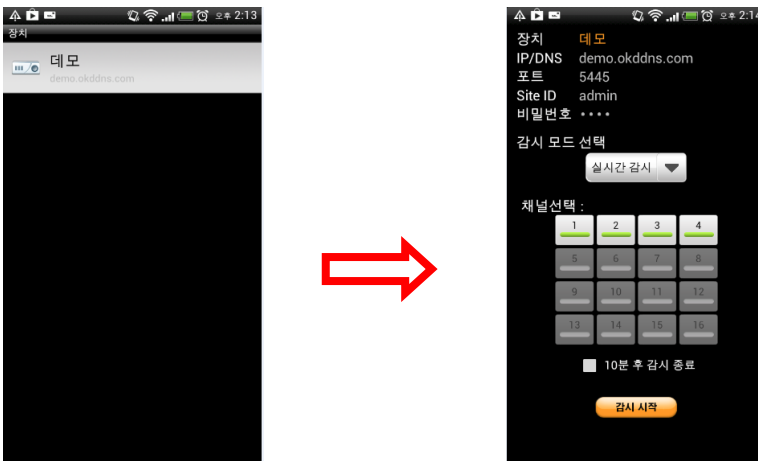 오후 2:13
장치
데모
demo.okddns.com
오후 2:14
장치 데모
IP/DNS demo.okddns.com
포트 5445
Site ID admin
비밀번호 ••••
감시 모드 선택
실시간 감시
채널선택 :
1 2 3 4
5 6 7 8
9 10 11 12
13 14 15 16
10분 후 감시 종료
감시 시작